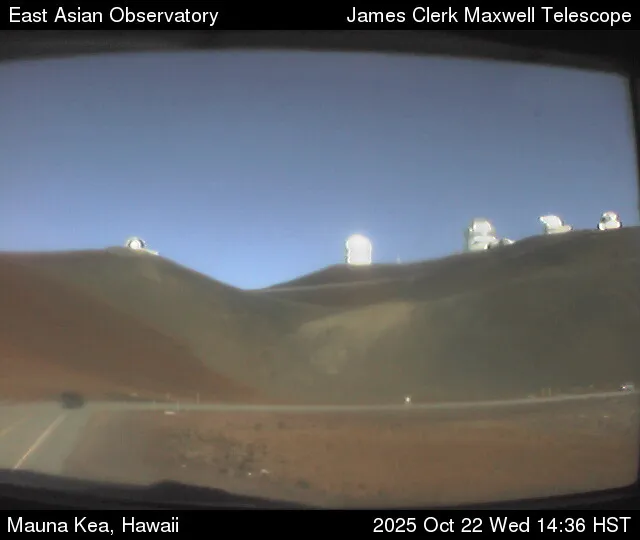 East Asian Observatory
James Clerk Maxwell Telescope
Mauna Kea, Hawaii
2025 Oct 22 Wed 14:36 HST